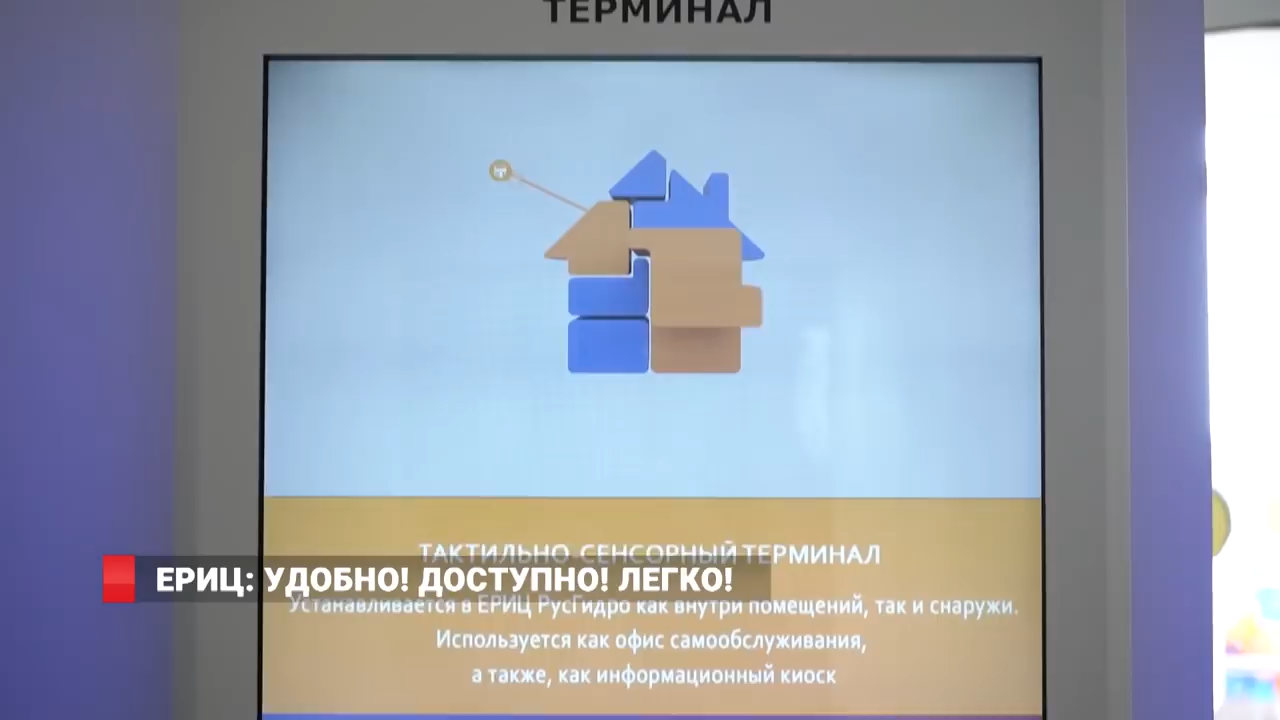 ТЕРМИНАЛ
ТАКТИЛЬНО-СЕНСОРНЫЙ ТЕРМИНАЛ
ЕРИЦ: УДОБНО! ДОСТУПНО! ЛЕГКО!
Устанавливается в ЕРИЦ РусГидро как внутри помещений, так и снаружи.
Используется как офис самообслуживания,
а также, как информационный киоск